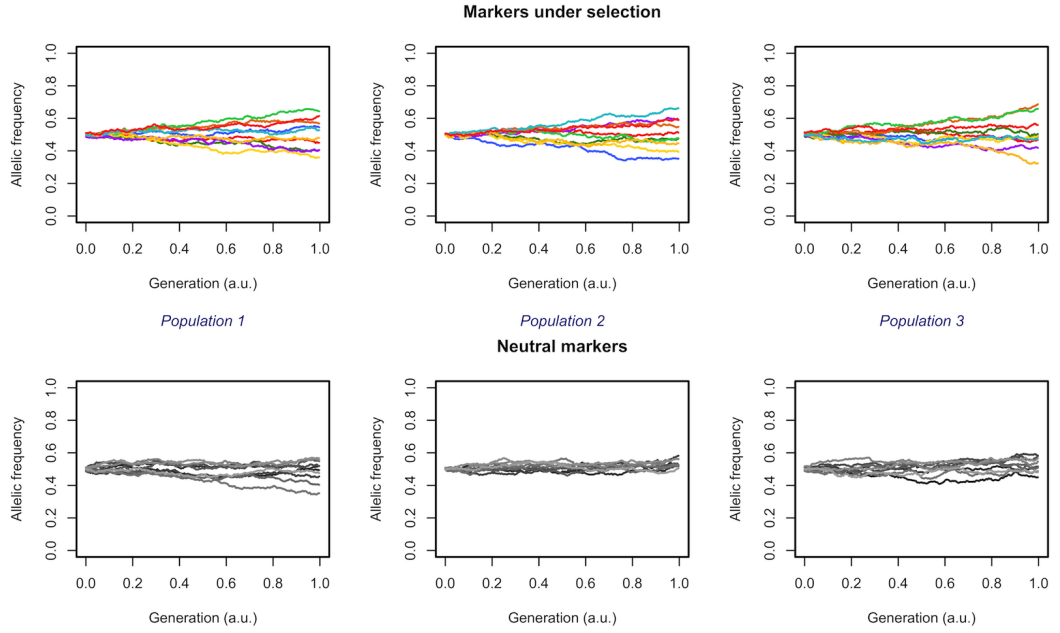 Markers under selection
Allelic frequency
0.0 0.2 0.4 0.6 0.8 1.0
0.0 0.2 0.4 0.6 0.8 1.0
Generation (a.u.)
Population 1
Allelic frequency
0.0 0.2 0.4 0.6 0.8 1.0
0.0 0.2 0.4 0.6 0.8 1.0
Generation (a.u.)
Population 2
Allelic frequency
0.0 0.2 0.4 0.6 0.8 1.0
0.0 0.2 0.4 0.6 0.8 1.0
Generation (a.u.)
Population 3
Neutral markers
Allelic frequency
0.0 0.2 0.4 0.6 0.8 1.0
0.0 0.2 0.4 0.6 0.8 1.0
Generation (a.u.)
Allelic frequency
0.0 0.2 0.4 0.6 0.8 1.0
0.0 0.2 0.4 0.6 0.8 1.0
Generation (a.u.)
Allelic frequency
0.0 0.2 0.4 0.6 0.8 1.0
0.0 0.2 0.4 0.6 0.8 1.0
Generation (a.u.)